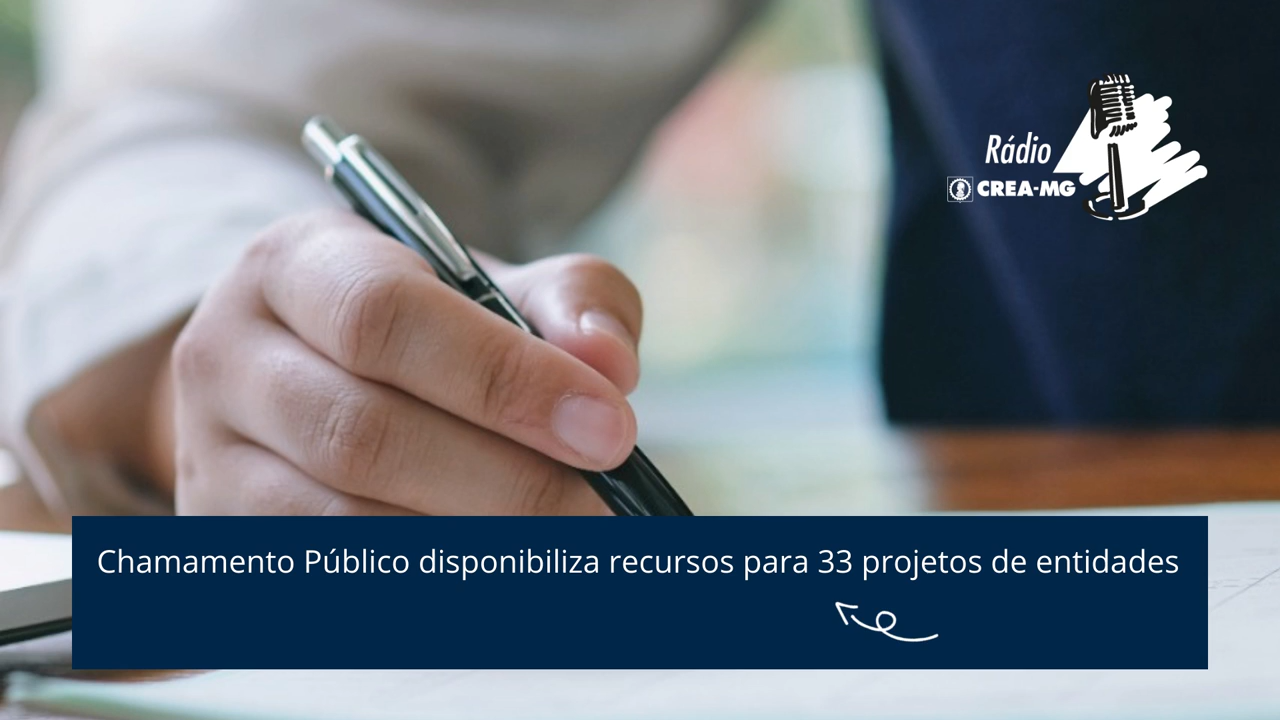 Rádio
CREA-MG
Chamamento Público disponibiliza recursos para 33 projetos de entidades